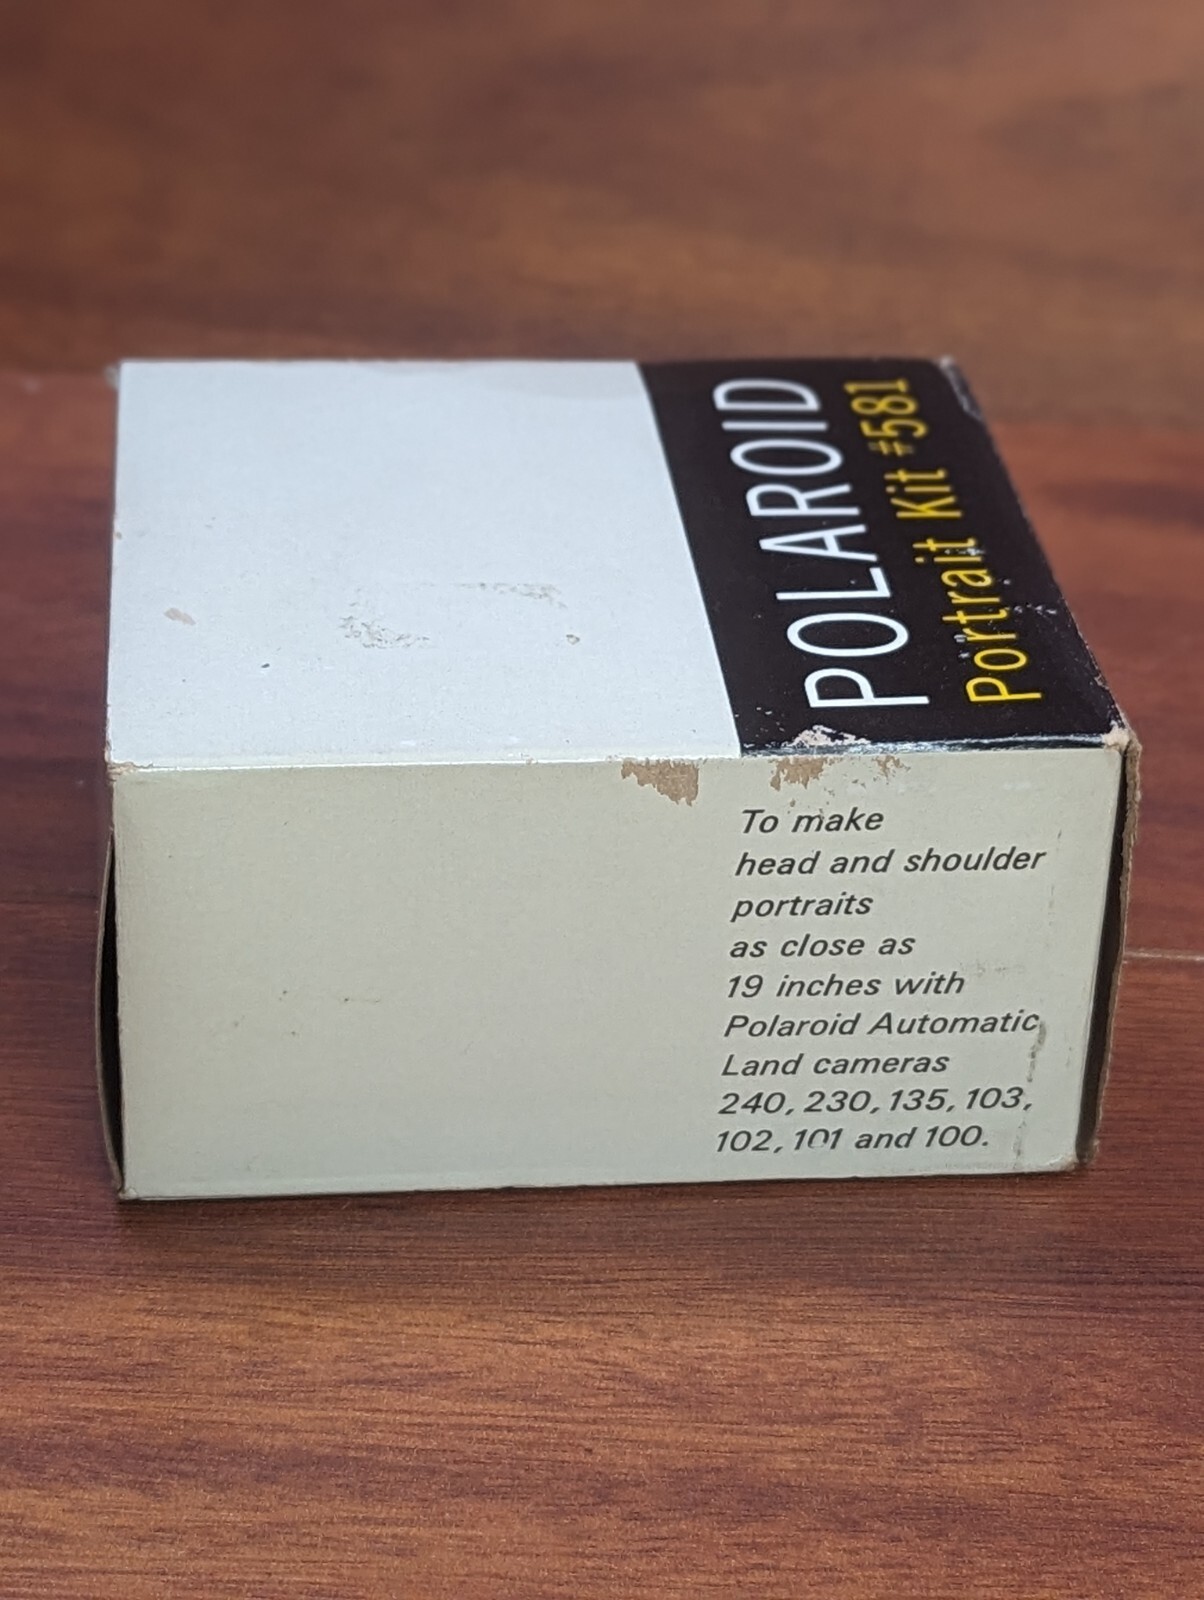 POLAROID
Portrait Kit #581
To make
head and shoulder
portraits
as close as
19 inches with
Polaroid Automatic
Land cameras
240, 230, 135, 103,
102, 101 and 100.